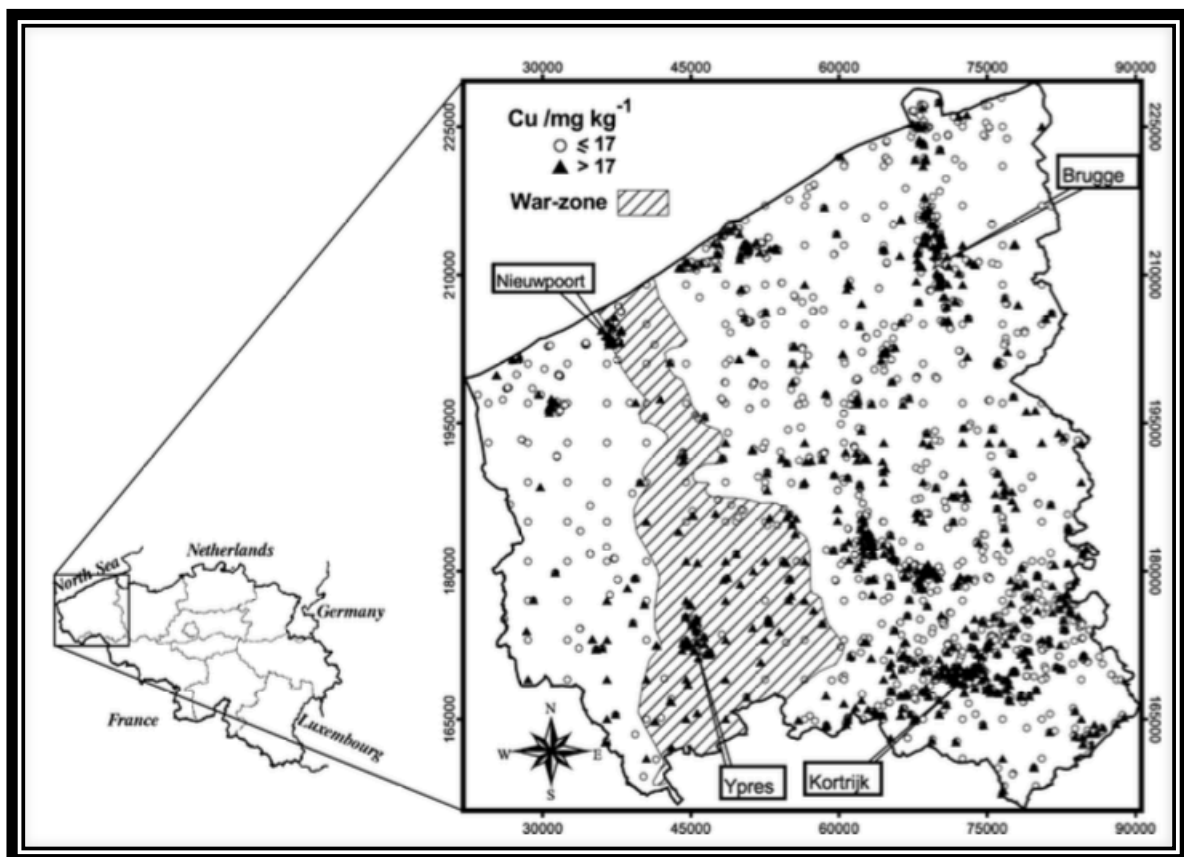 30000 45000 60000 75000 90000
Cu /mg kg⁻¹
○ ⩽ 17
▲ > 17
War-zone
225000
210000
195000
180000
165000
225000
210000
195000
180000
165000
Brugge
Nieuwpoort
Ypres
Kortrijk
N
W E
S
30000 45000 60000 75000 90000
North Sea
Netherlands
Germany
France
Luxembourg